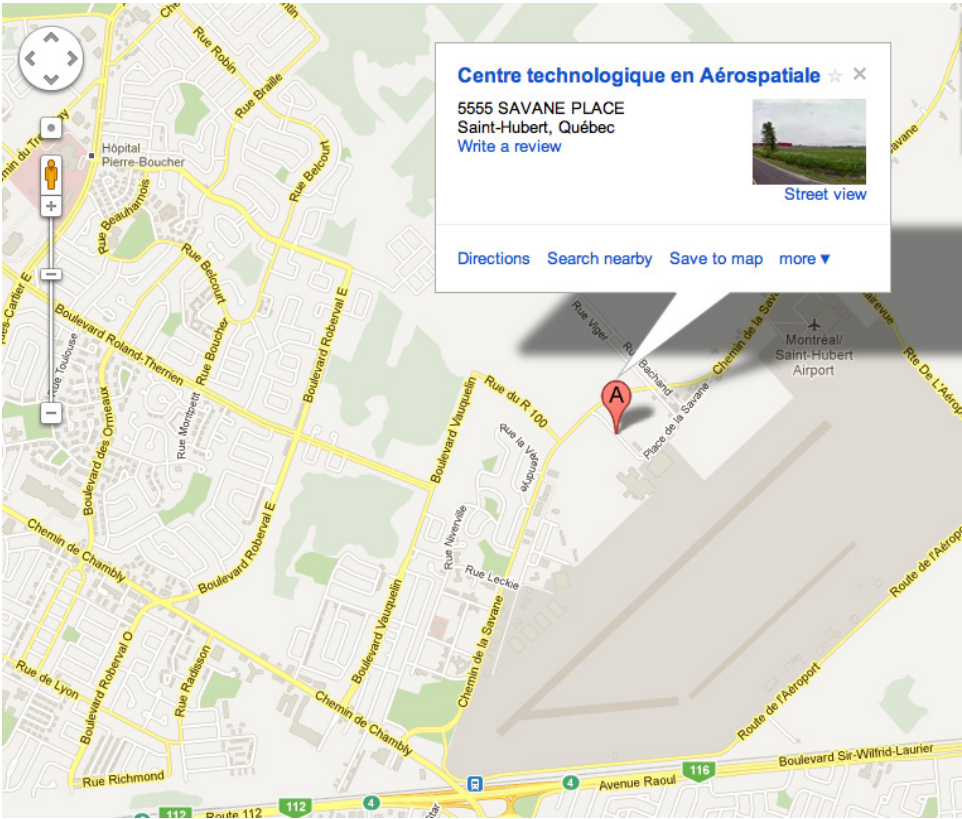 Centre technologique en Aérospatiale
5555 SAVANE PLACE
Saint-Hubert, Québec
Write a review
Street view
Directions Search nearby Save to map more ▼
Rue Robin
Rue Braille
Hôpital
Pierre-Boucher
Rue Belcourt
Rue Beauharnois
Rue Belcourt
Boulevard Roland-Therrien
Rue Boucher
Boulevard Roberval E
Rue Toulouse
Rue Montpetit
Boulevard des Ormeaux
Rue Viger
Rue Bachand
Chemin de la Sava
Montréal/
Saint-Hubert
Airport
Rte De L'Aérop
airevue
avane
A
Rue du R 100
Place de la Savane
Boulevard Vauquelin
Rue la Vérendrye
Rue Niverville
Rue Leckie
Chemin de Chambly
Boulevard Roberval E
Boulevard Vauquelin
Chemin de la Savane
Route de l'Aérop
Boulevard Roberval O
Rue Radisson
Rue de Lyon
Chemin de Chambly
Route de l'Aéroport
Rue Richmond
Boulevard Sir-Wilfrid-Laurier
116
Avenue Raoul
4
4
112
Route 112
112